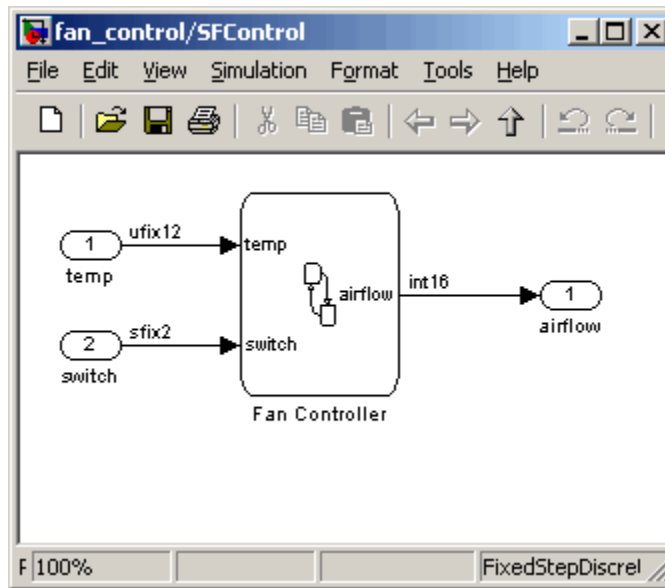 fan_control/SFControl
File Edit View Simulation Format Tools Help
ufix12
1
temp
temp
airflow
int16
1
airflow
sfix2
2
switch
switch
Fan Controller
F 100%
FixedStepDiscret